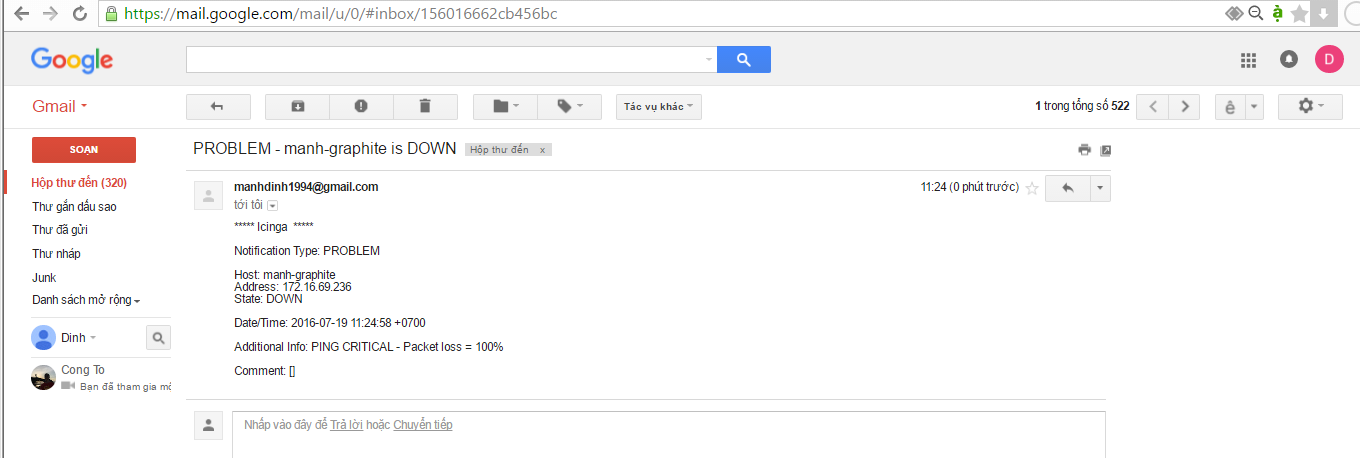 https://mail.google.com/mail/u/0/#inbox/156016662cb456bc
Google
D
Gmail
Tác vụ khác
1 trong tổng số 522
ê
SOẠN
PROBLEM - manh-graphite is DOWN
Hộp thư đến x
Hộp thư đến (320)
Thư gắn dấu sao
Thư đã gửi
Thư nháp
Junk
Danh sách mở rộng
Dinh
Cong To
Bạn đã tham gia mô
manhdinh1994@gmail.com
11:24 (0 phút trước)
tới tôi
***** Icinga *****
Notification Type: PROBLEM
Host: manh-graphite
Address: 172.16.69.236
State: DOWN
Date/Time: 2016-07-19 11:24:58 +0700
Additional Info: PING CRITICAL - Packet loss = 100%
Comment: []
Nhấp vào đây để Trả lời hoặc Chuyển tiếp